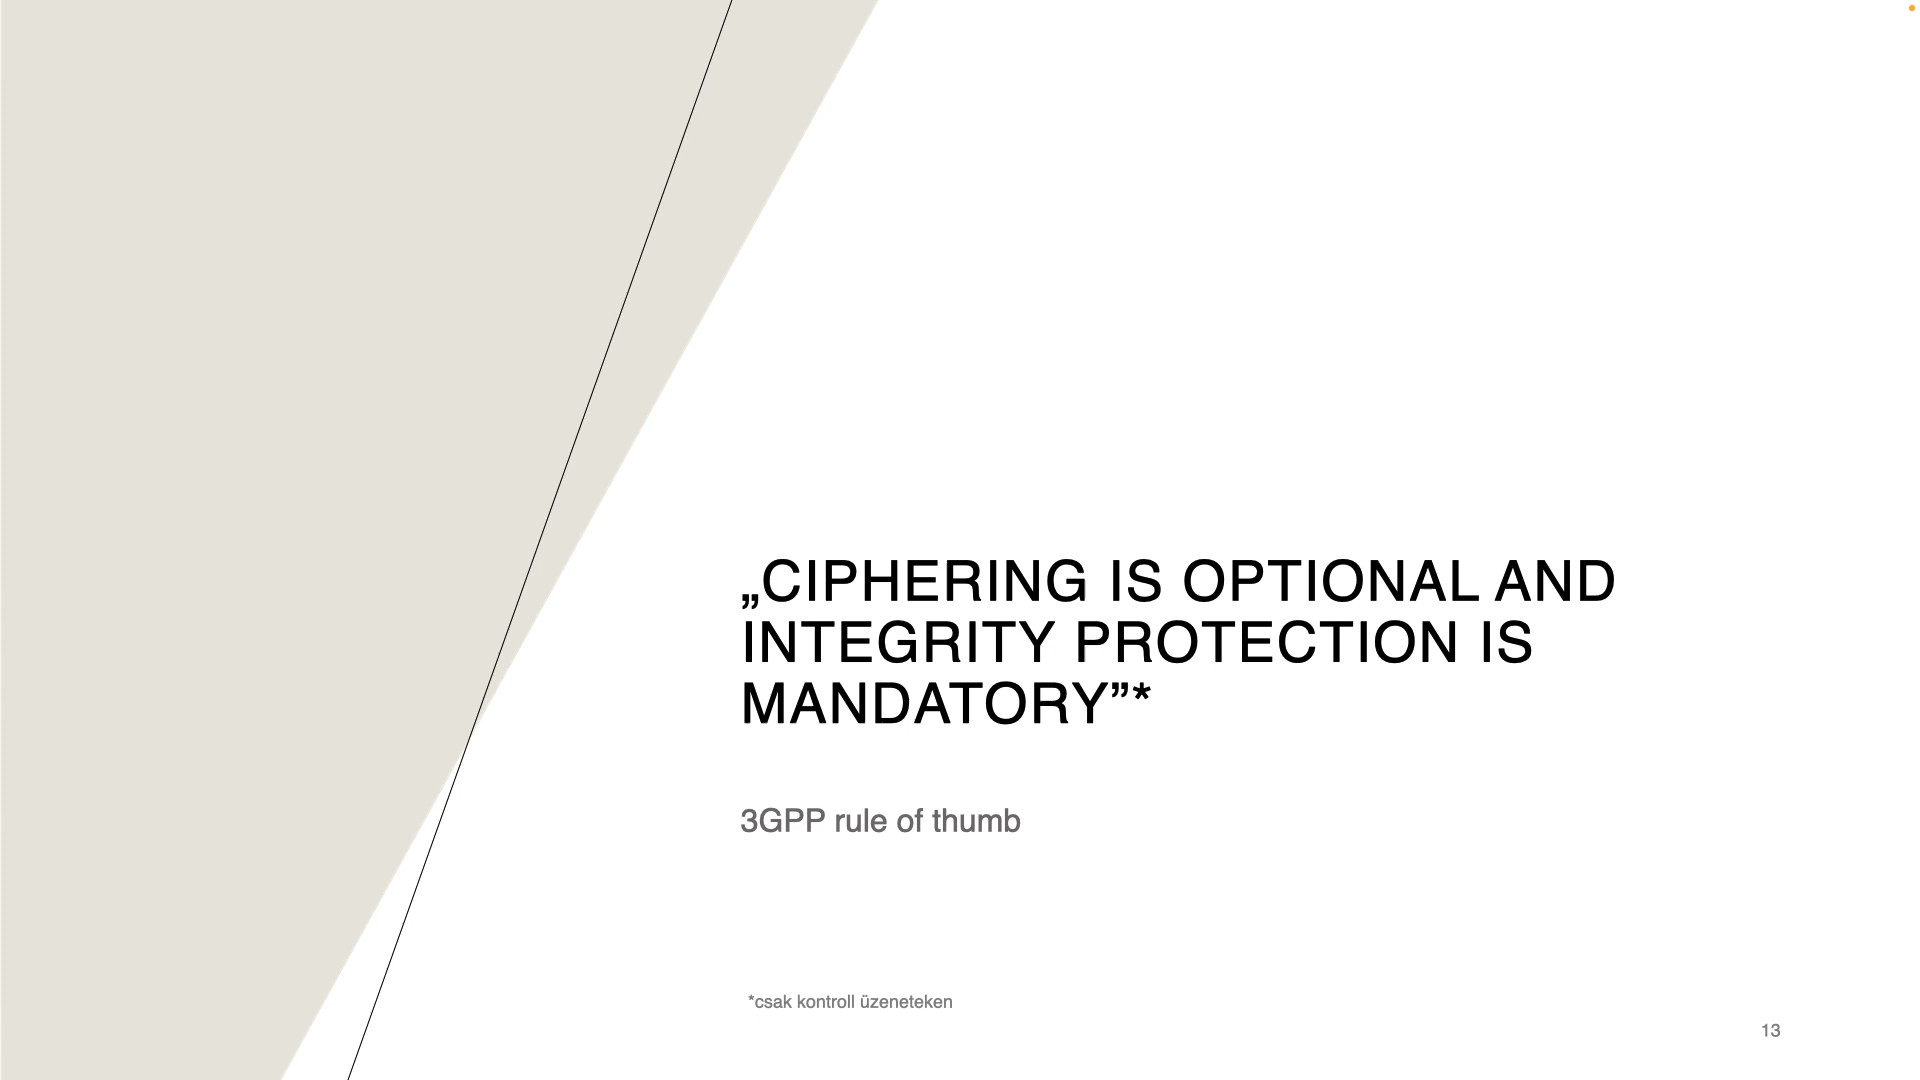 „CIPHERING IS OPTIONAL AND
INTEGRITY PROTECTION IS
MANDATORY”*
3GPP rule of thumb
*csak kontroll üzeneteken
13